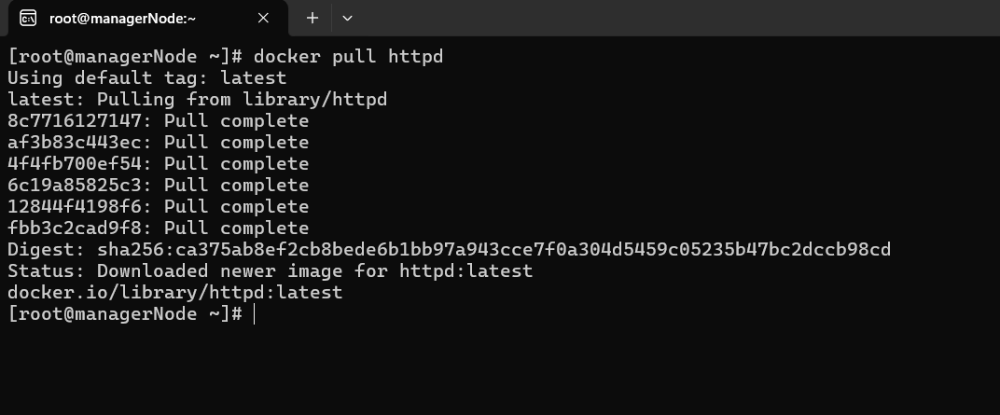 root@managerNode:~
[root@managerNode ~]# docker pull httpd
Using default tag: latest
latest: Pulling from library/httpd
8c7716127147: Pull complete
af3b83c443ec: Pull complete
4f4fb700ef54: Pull complete
6c19a85825c3: Pull complete
12844f4198f6: Pull complete
fbb3c2cad9f8: Pull complete
Digest: sha256:ca375ab8ef2cb8bede6b1bb97a943cce7f0a304d5459c05235b47bc2dccb98cd
Status: Downloaded newer image for httpd:latest
docker.io/library/httpd:latest
[root@managerNode ~]#